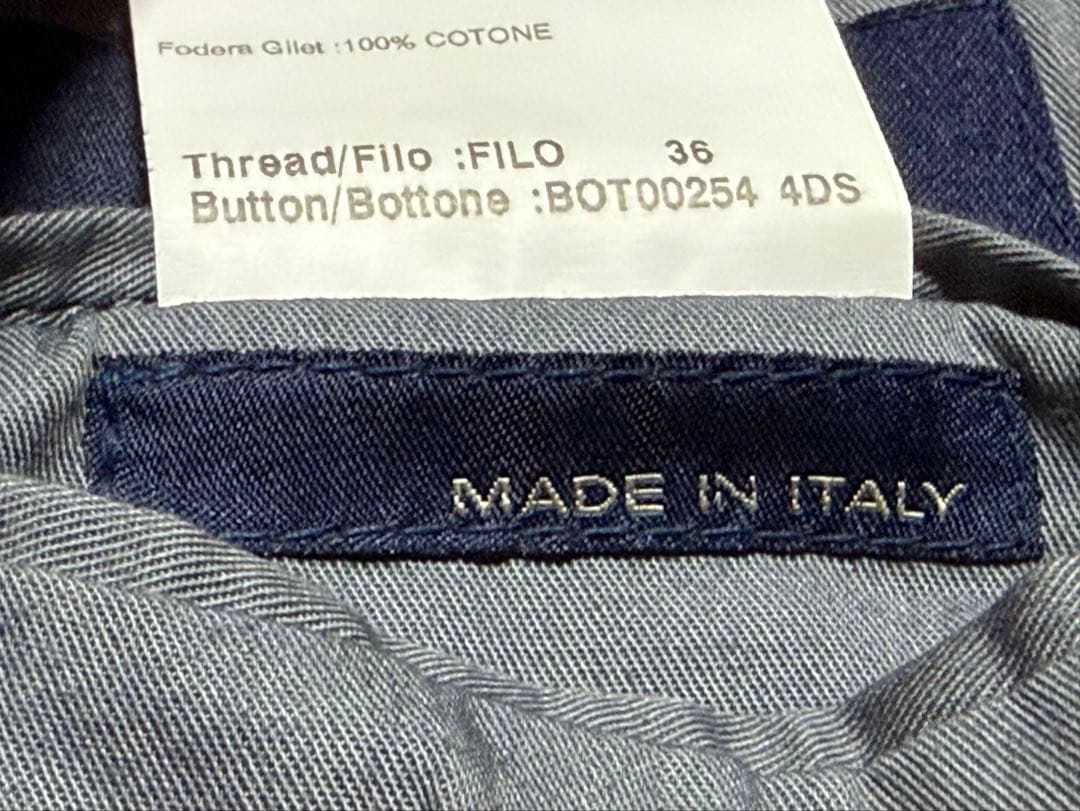 Fodera Gilet :100% COTONE
Thread/Filo :FILO 36
Button/Bottone :BOT00254 4DS
MADE IN ITALY